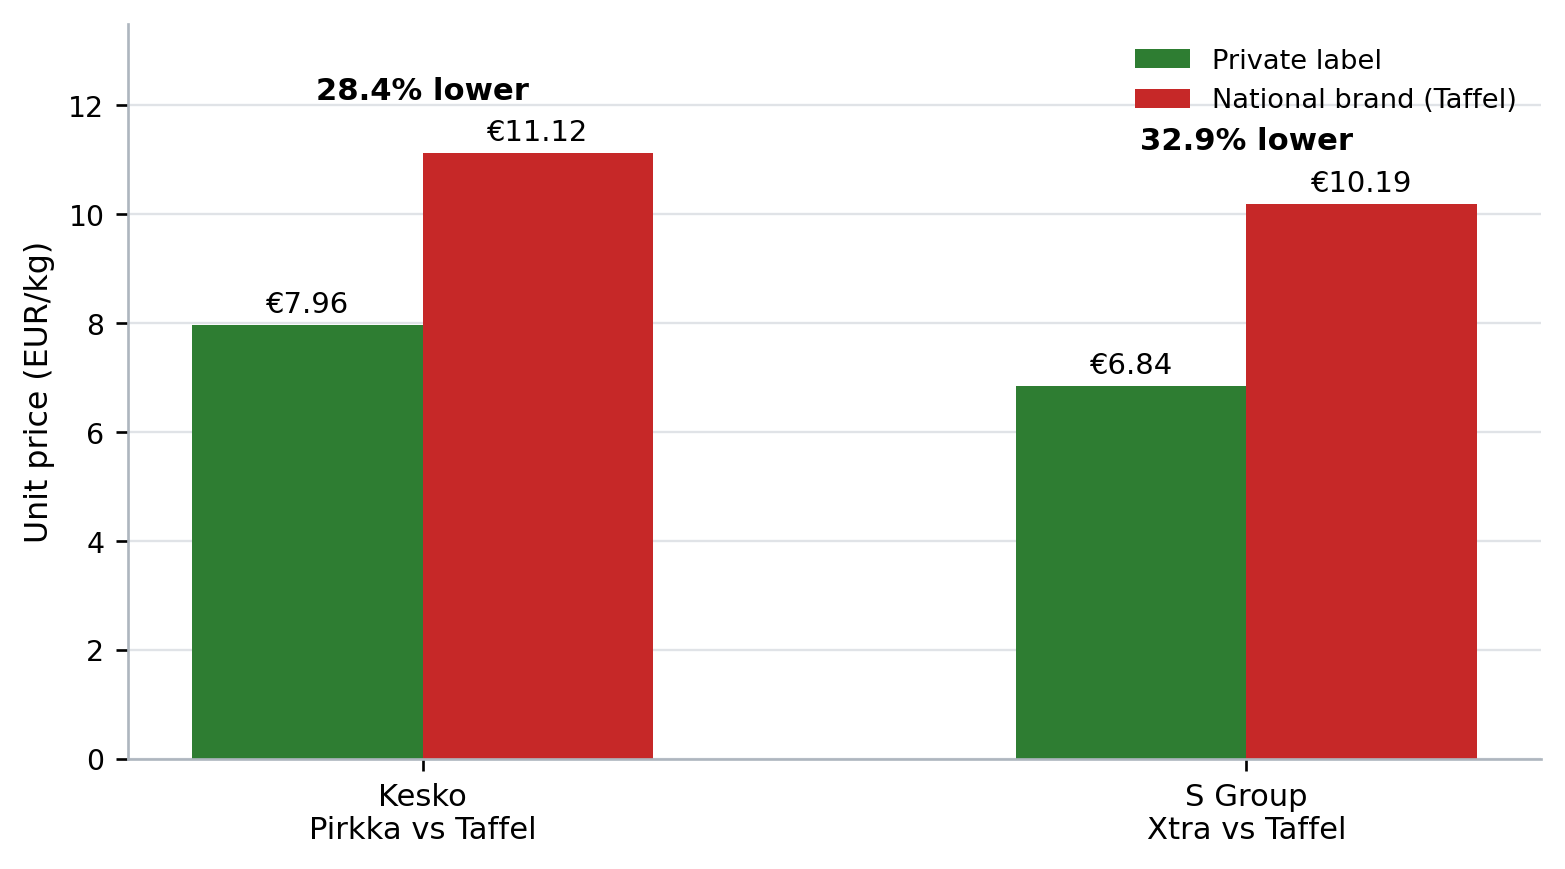 Private label
National brand (Taffel)
28.4% lower
32.9% lower
€11.12
€10.19
€7.96
€6.84
Unit price (EUR/kg)
12
10
8
6
4
2
0
Kesko
Pirkka vs Taffel
S Group
Xtra vs Taffel